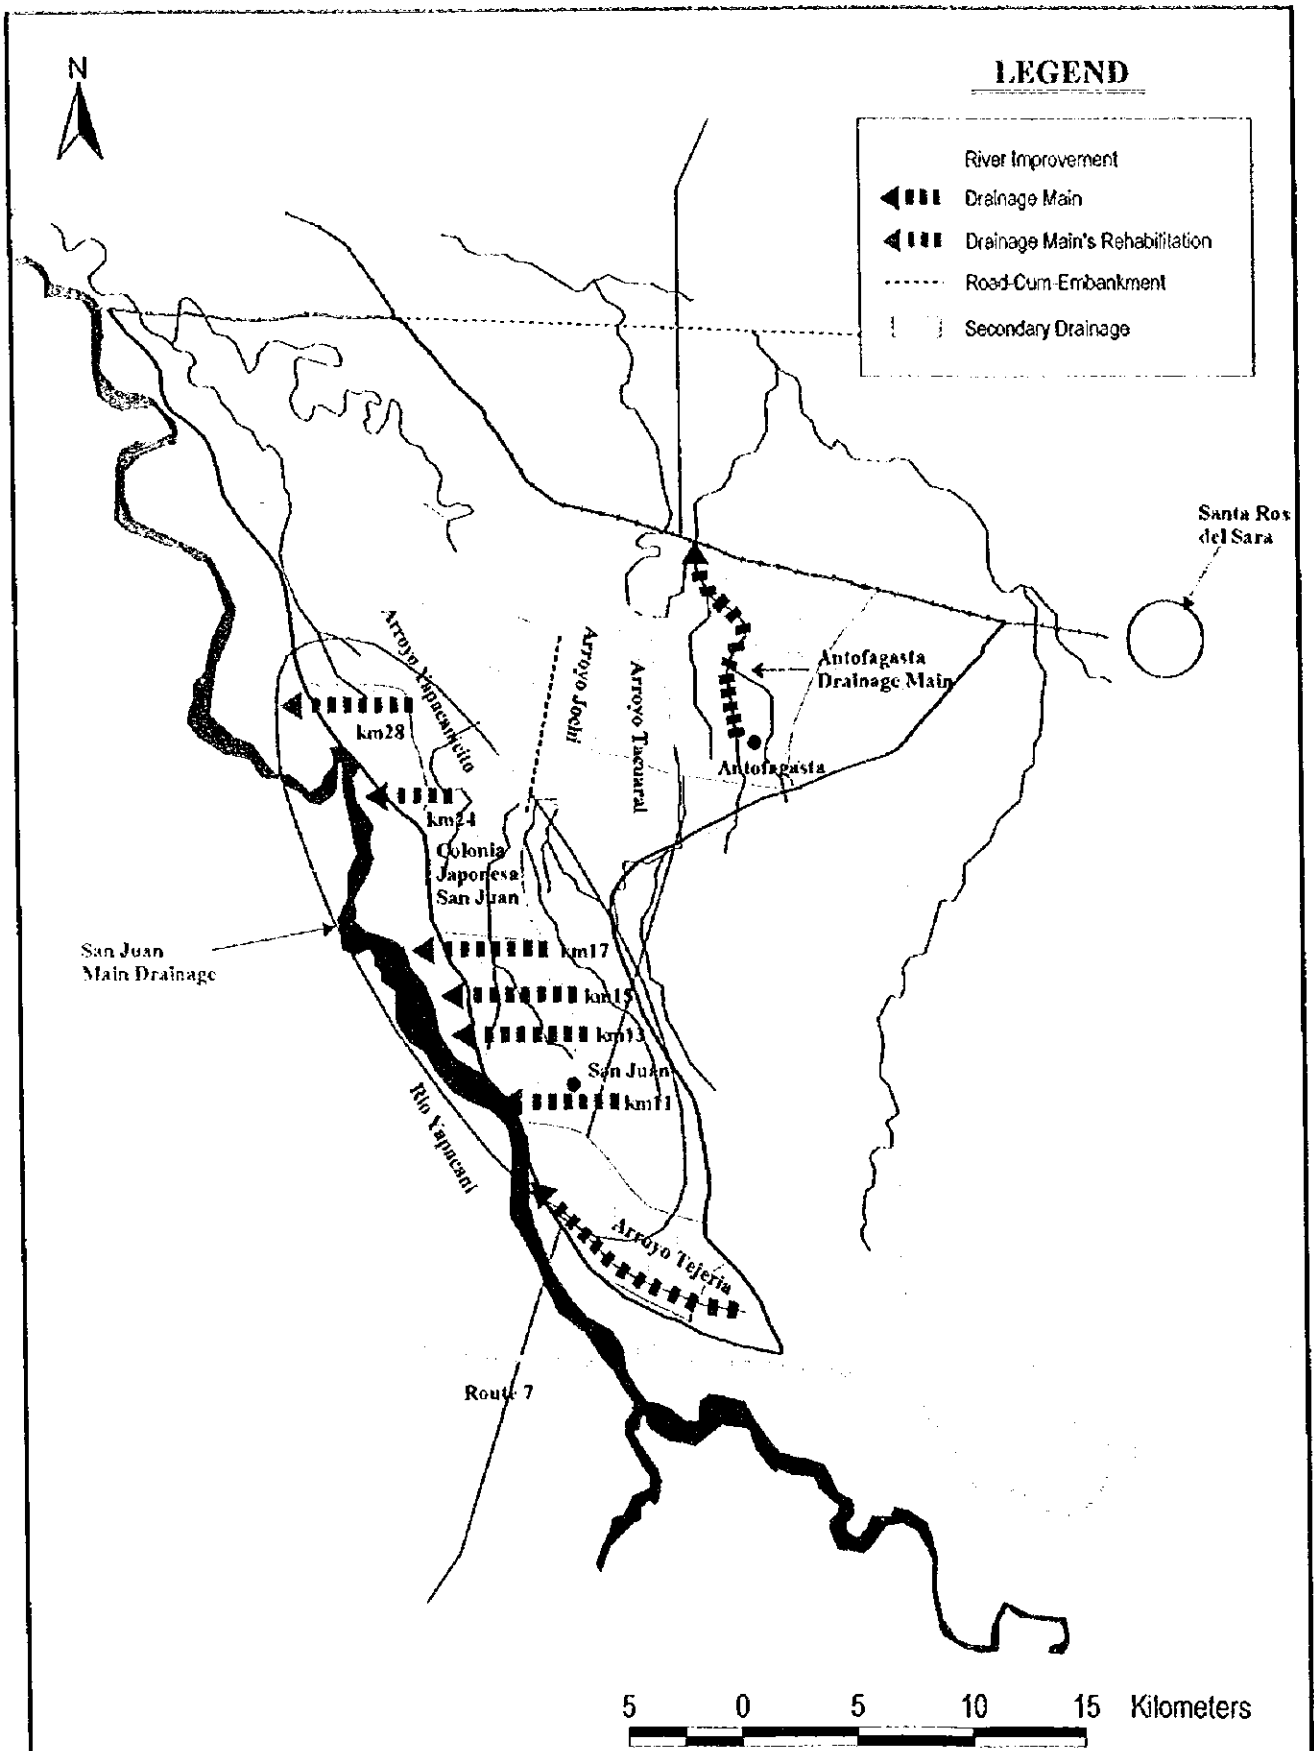 N
LEGEND
River Improvement
Drainage Main
Drainage Main's Rehabilitation
Road-Cum-Embankment
Secondary Drainage
Santa Ros
del Sara
Arroyo Yapacanicito
Arroyo Jochi
Arroyo Tacuaral
Antofagasta
Drainage Main
km28
Antofagasta
km24
Colonia
Japonesa
San Juan
San Juan
Main Drainage
km17
km15
km13
San Juan
km11
Rio Yapacani
Arroyo Tejeria
Route 7
5 0 5 10 15 Kilometers